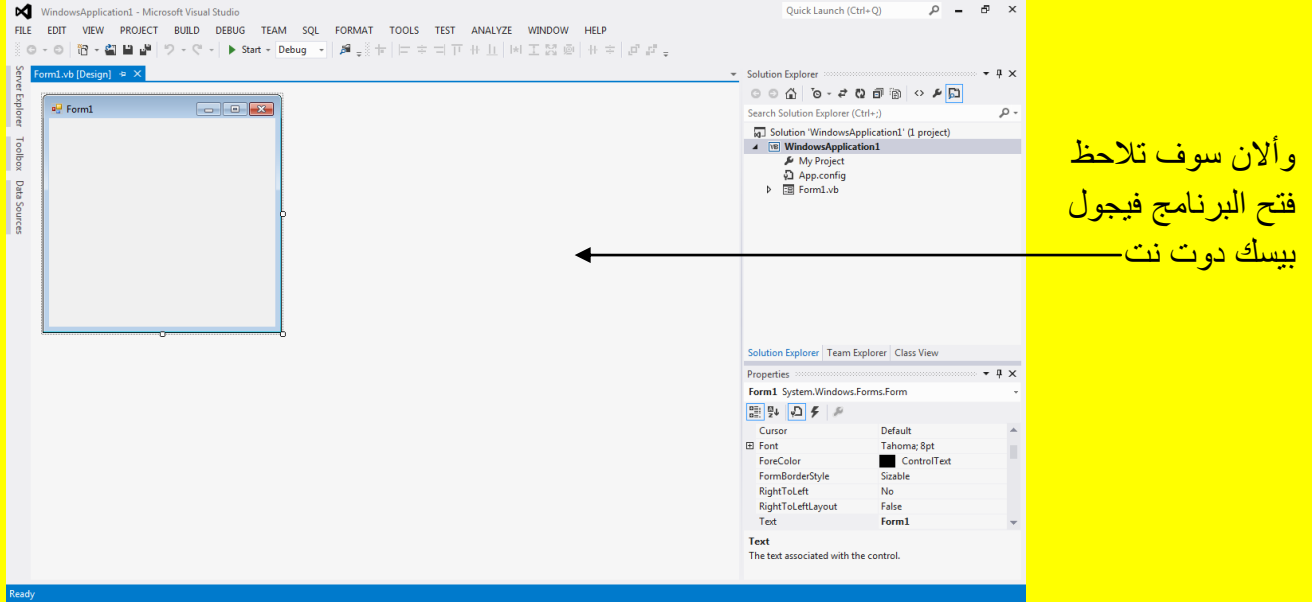 WindowsApplication1 - Microsoft Visual Studio
Quick Launch (Ctrl+Q)
FILE EDIT VIEW PROJECT BUILD DEBUG TEAM SQL FORMAT TOOLS TEST ANALYZE WINDOW HELP
Start Debug
Server Explorer
Toolbox
Data Sources
Form1.vb [Design]
Form1
Solution Explorer
Search Solution Explorer (Ctrl+;)
Solution 'WindowsApplication1' (1 project)
WindowsApplication1
My Project
App.config
Form1.vb
Solution Explorer Team Explorer Class View
Properties
Form1 System.Windows.Forms.Form
Cursor Default
Font Tahoma; 8pt
ForeColor ControlText
FormBorderStyle Sizable
RightToLeft No
RightToLeftLayout False
Text Form1
Text
The text associated with the control.
Ready
وألان سوف تلاحظ
فتح البرنامج فيجول
بيسك دوت نت